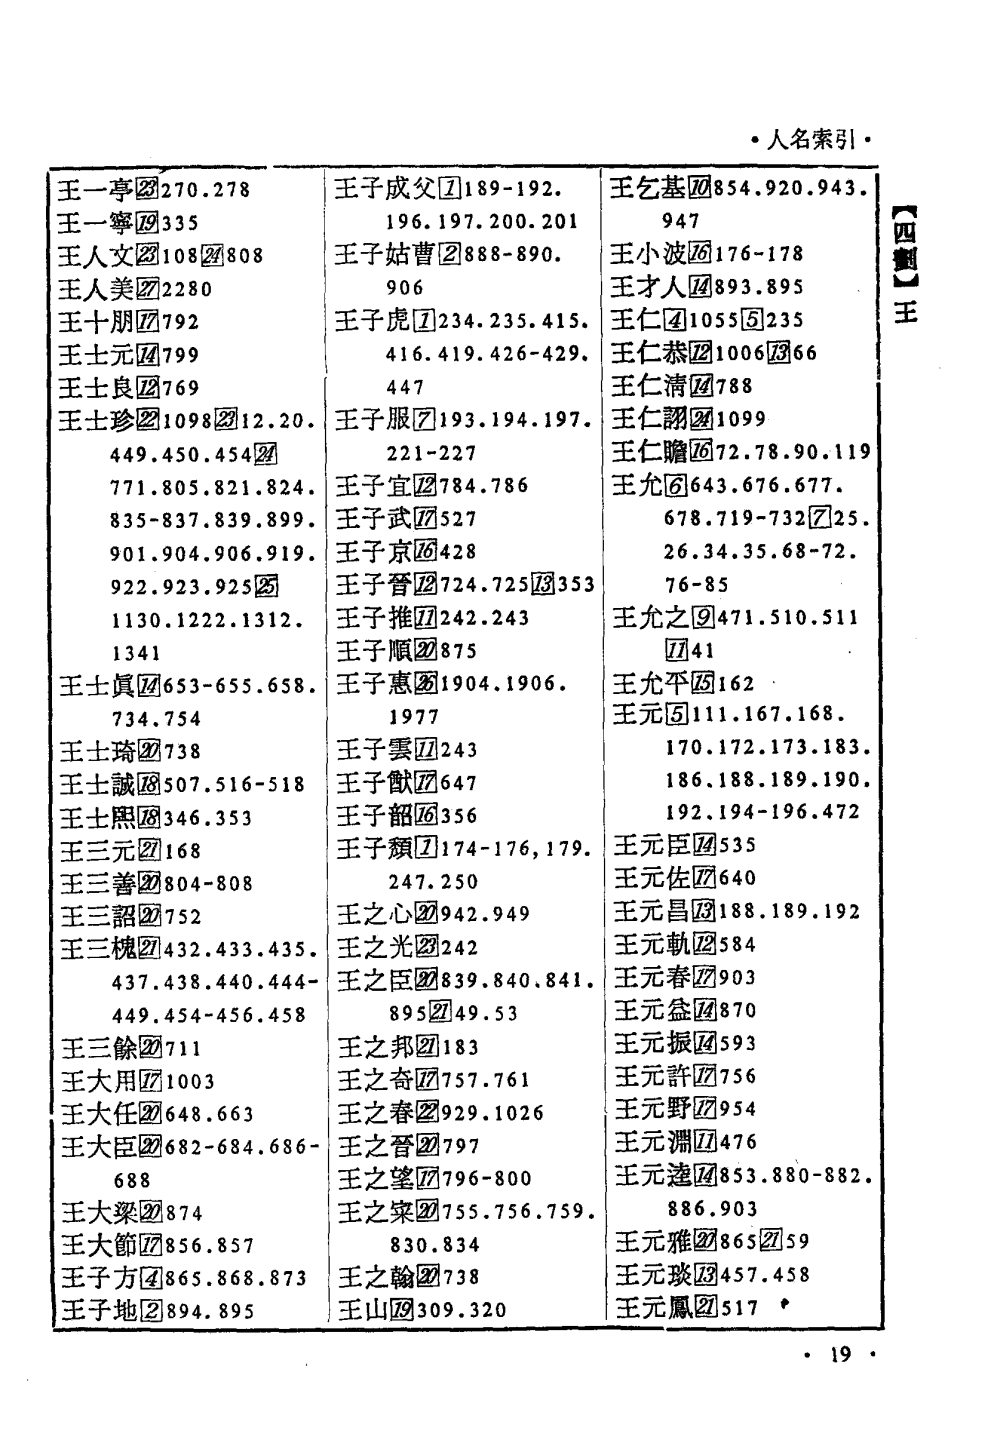 •人名索引•
【四劃】王
王一亭[23]270.278
王一寧[19]335
王人文[23]108[24]808
王人美[27]2280
王十朋[17]792
王士元[14]799
王士良[12]769
王士珍[22]1098[23]12.20.
449.450.454[24]
771.805.821.824.
835-837.839.899.
901.904.906.919.
922.923.925[25]
1130.1222.1312.
1341
王士眞[14]653-655.658.
734.754
王士琦[20]738
王士誠[18]507.516-518
王士熙[18]346.353
王三元[21]168
王三善[20]804-808
王三詔[20]752
王三槐[21]432.433.435.
437.438.440.444-
449.454-456.458
王三餘[20]711
王大用[17]1003
王大任[20]648.663
王大臣[20]682-684.686-
688
王大梁[20]874
王大節[17]856.857
王子方[4]865.868.873
王子地[2]894.895
王子成父[1]189-192.
196.197.200.201
王子姑曹[2]888-890.
906
王子虎[1]234.235.415.
416.419.426-429.
447
王子服[7]193.194.197.
221-227
王子宜[12]784.786
王子武[17]527
王子京[16]428
王子晉[12]724.725[13]353
王子推[11]242.243
王子順[20]875
王子惠[26]1904.1906.
1977
王子雲[11]243
王子猷[17]647
王子韶[16]356
王子頹[1]174-176,179.
247.250
王之心[20]942.949
王之光[23]242
王之臣[20]839.840.841.
895[21]49.53
王之邦[21]183
王之奇[17]757.761
王之春[22]929.1026
王之晉[20]797
王之望[17]796-800
王之寀[20]755.756.759.
830.834
王之翰[20]738
王山[19]309.320
王乞基[10]854.920.943.
947
王小波[16]176-178
王才人[14]893.895
王仁[4]1055[5]235
王仁恭[12]1006[13]66
王仁清[14]788
王仁詡[24]1099
王仁贍[16]72.78.90.119
王允[6]643.676.677.
678.719-732[7]25.
26.34.35.68-72.
76-85
王允之[9]471.510.511
[11]41
王允平[15]162
王元[5]111.167.168.
170.172.173.183.
186.188.189.190.
192.194-196.472
王元臣[14]535
王元佐[17]640
王元昌[13]188.189.192
王元軌[12]584
王元春[17]903
王元益[14]870
王元振[14]593
王元許[17]756
王元野[17]954
王元淵[11]476
王元逵[14]853.880-882.
886.903
王元雅[20]865[21]59
王元琰[13]457.458
王元鳳[21]517
• 19 •